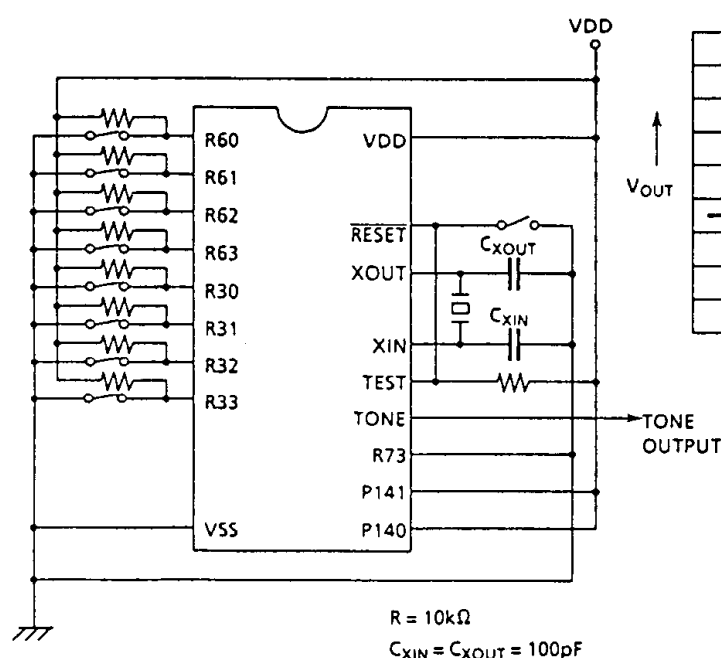 VDD
R60
VDD
R61
VOUT
R62
RESET
CXOUT
R63
XOUT
R30
CXIN
R31
XIN
R32
TEST
R33
TONE
TONE OUTPUT
R73
P141
VSS
P140
R = 10kΩ
CXIN = CXOUT = 100pF